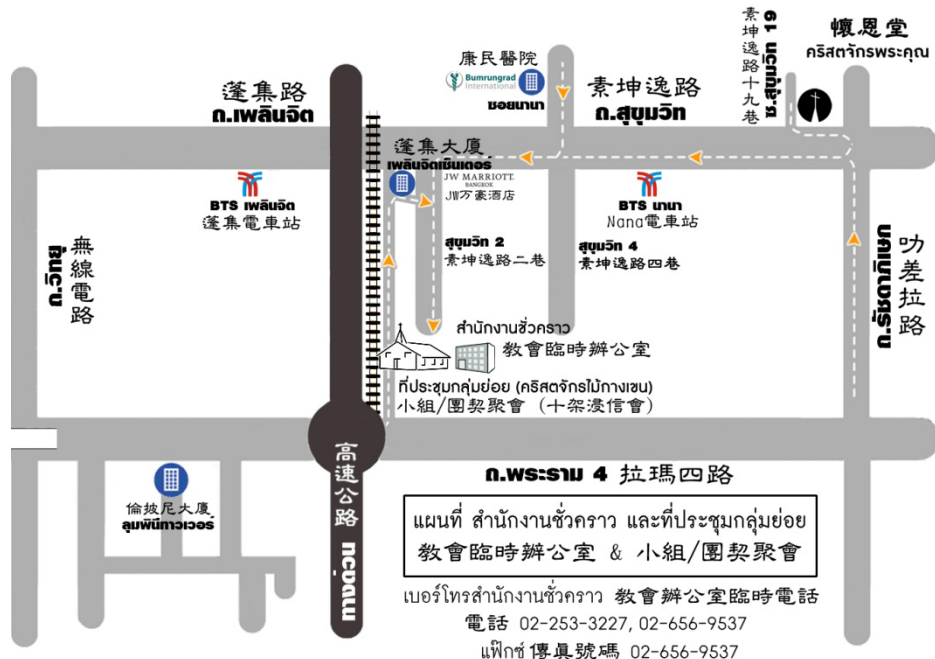 懷恩堂
คริสตจักรพระคุณ
素坤逸路十九巷
ซ.สุขุมวิท 19
康民醫院
Bumrungrad
International
ซอยนานา
蓬集路
ถ.เพลินจิต
素坤逸路
ถ.สุขุมวิท
蓬集大厦
เพลินจิตเซ็นเตอร์
JW MARRIOTT
BANGKOK
JW万豪酒店
BTS เพลินจิต
蓬集電車站
BTS นานา
Nana電車站
ถ.วิทยุ
無線電路
สุขุมวิท 2
素坤逸路二巷
สุขุมวิท 4
素坤逸路四巷
ถ.รัชดาภิเษก
叻差拉路
สำนักงานชั่วคราว
教會臨時辦公室
ที่ประชุมกลุ่มย่อย (คริสตจักรไม้กางเขน)
小組/團契聚會 (十架浸信會)
高速公路 ทางด่วน
ถ.พระราม 4 拉瑪四路
倫披尼大廈
ลุมพินีทาวเวอร์
แผนที่ สำนักงานชั่วคราว และที่ประชุมกลุ่มย่อย
教會臨時辦公室 & 小組/團契聚會
เบอร์โทรสำนักงานชั่วคราว 教會辦公室臨時電話
電話 02-253-3227, 02-656-9537
แฟ๊กซ์ 傳真號碼 02-656-9537